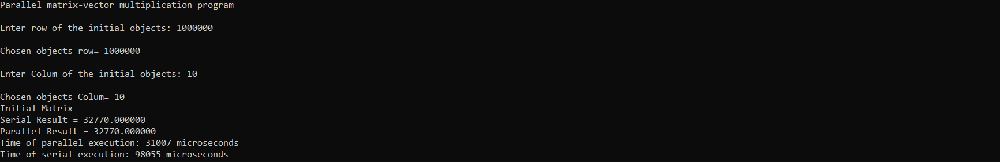 Parallel matrix-vector multiplication program
Enter row of the initial objects: 1000000
Chosen objects row= 1000000
Enter Colum of the initial objects: 10
Chosen objects Colum= 10
Initial Matrix
Serial Result = 32770.000000
Parallel Result = 32770.000000
Time of parallel execution: 31007 microseconds
Time of serial execution: 98055 microseconds